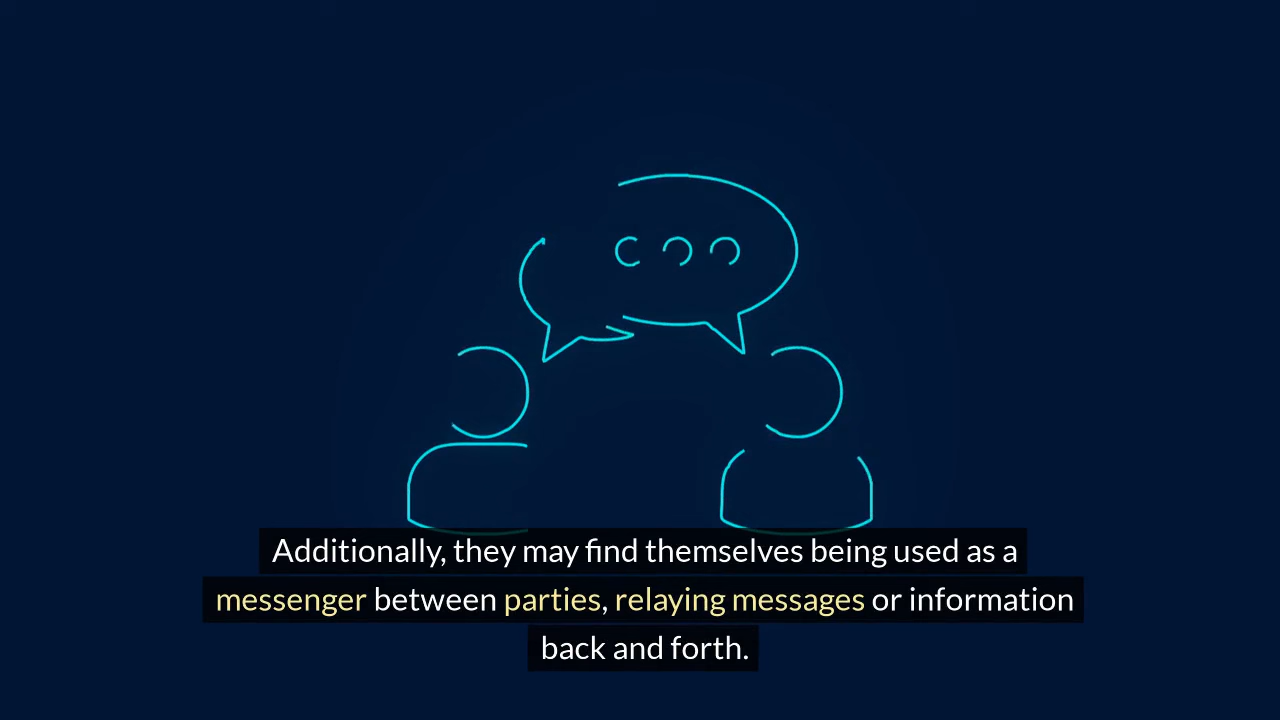 Additionally, they may find themselves being used as a
messenger between parties, relaying messages or information
back and forth.